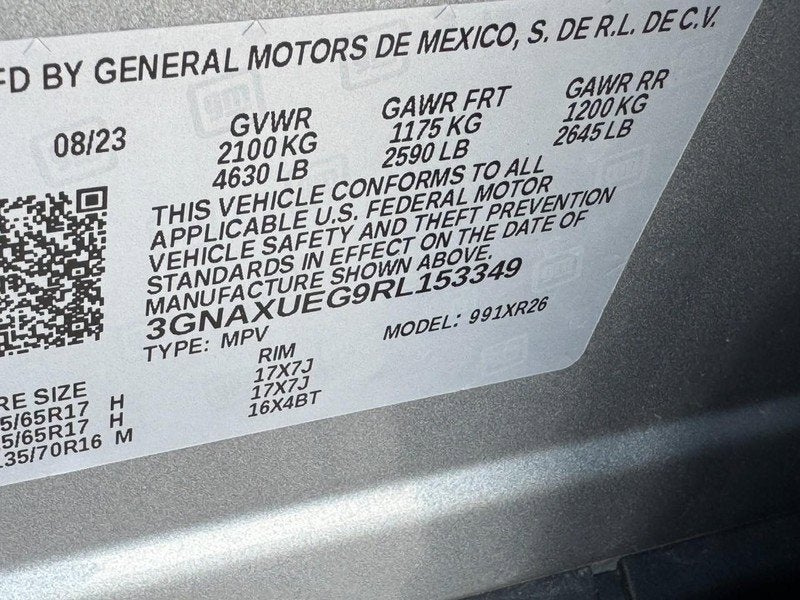 FD BY GENERAL MOTORS DE MEXICO, S. DE R.L. DE C.V.
08/23
GVWR
2100 KG
4630 LB
GAWR FRT
1175 KG
2590 LB
GAWR RR
1200 KG
2645 LB
THIS VEHICLE CONFORMS TO ALL
APPLICABLE U.S. FEDERAL MOTOR
VEHICLE SAFETY AND THEFT PREVENTION
STANDARDS IN EFFECT ON THE DATE OF
MANUFACTURE SHOWN ABOVE.
3GNAXUEG9RL153349
TYPE: MPV
MODEL: 991XR26
RE SIZE
5/65R17 H
5/65R17 H
135/70R16 M
RIM
17X7J
17X7J
16X4BT